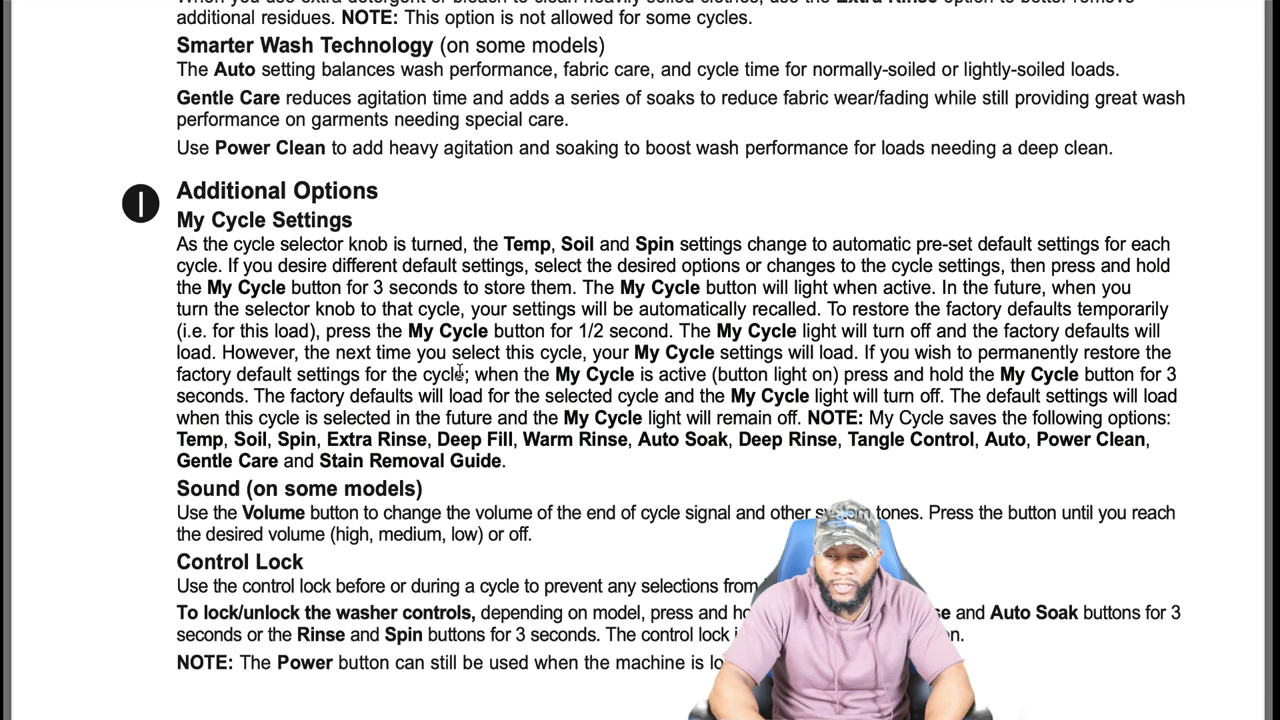 additional residues. NOTE: This option is not allowed for some cycles.
Smarter Wash Technology (on some models)
The Auto setting balances wash performance, fabric care, and cycle time for normally-soiled or lightly-soiled loads.
Gentle Care reduces agitation time and adds a series of soaks to reduce fabric wear/fading while still providing great wash
performance on garments needing special care.
Use Power Clean to add heavy agitation and soaking to boost wash performance for loads needing a deep clean.
I
Additional Options
My Cycle Settings
As the cycle selector knob is turned, the Temp, Soil and Spin settings change to automatic pre-set default settings for each
cycle. If you desire different default settings, select the desired options or changes to the cycle settings, then press and hold
the My Cycle button for 3 seconds to store them. The My Cycle button will light when active. In the future, when you
turn the selector knob to that cycle, your settings will be automatically recalled. To restore the factory defaults temporarily
(i.e. for this load), press the My Cycle button for 1/2 second. The My Cycle light will turn off and the factory defaults will
load. However, the next time you select this cycle, your My Cycle settings will load. If you wish to permanently restore the
factory default settings for the cycle; when the My Cycle is active (button light on) press and hold the My Cycle button for 3
seconds. The factory defaults will load for the selected cycle and the My Cycle light will turn off. The default settings will load
when this cycle is selected in the future and the My Cycle light will remain off. NOTE: My Cycle saves the following options:
Temp, Soil, Spin, Extra Rinse, Deep Fill, Warm Rinse, Auto Soak, Deep Rinse, Tangle Control, Auto, Power Clean,
Gentle Care and Stain Removal Guide.
Sound (on some models)
Use the Volume button to change the volume of the end of cycle signal and other tones. Press the button until you reach
the desired volume (high, medium, low) or off.
Control Lock
Use the control lock before or during a cycle to prevent any selections from
To lock/unlock the washer controls, depending on model, press and and Auto Soak buttons for 3
seconds or the Rinse and Spin buttons for 3 seconds. The control lock
NOTE: The Power button can still be used when the machine is